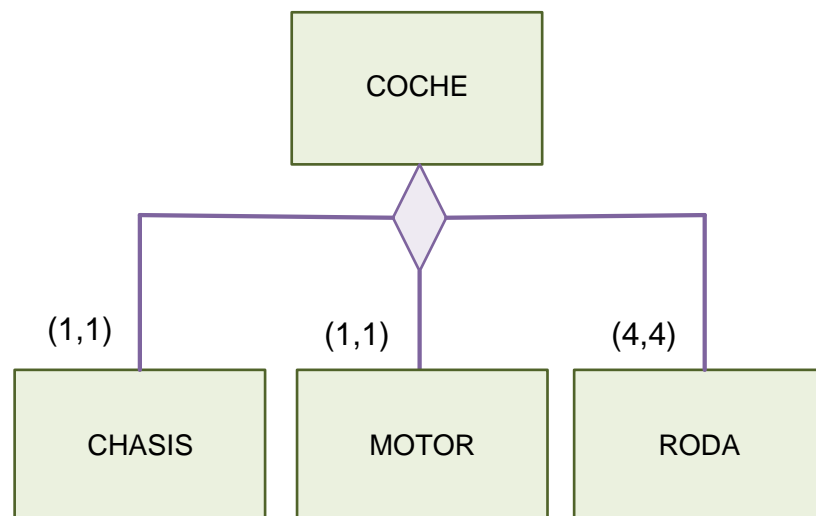 COCHE
(1,1)
(1,1)
(4,4)
CHASIS
MOTOR
RODA